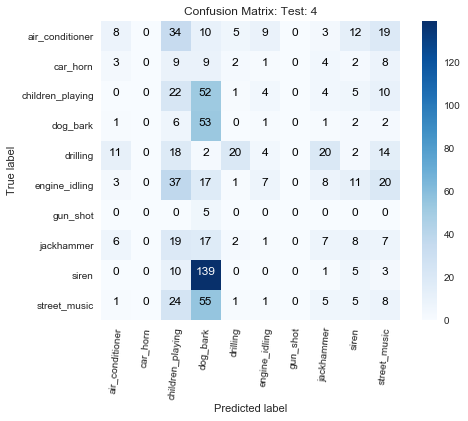 Confusion Matrix: Test: 4
True label
air_conditioner 8 0 34 10 5 9 0 3 12 19
car_horn 3 0 9 9 2 1 0 4 2 8
children_playing 0 0 22 52 1 4 0 4 5 10
dog_bark 1 0 6 53 0 1 0 1 2 2
drilling 11 0 18 2 20 4 0 20 2 14
engine_idling 3 0 37 17 1 7 0 8 11 20
gun_shot 0 0 0 5 0 0 0 0 0 0
jackhammer 6 0 19 17 2 1 0 7 8 7
siren 0 0 10 139 0 0 0 1 5 3
street_music 1 0 24 55 1 1 0 5 5 8
air_conditioner car_horn children_playing dog_bark drilling engine_idling gun_shot jackhammer siren street_music
Predicted label
120
100
80
60
40
20
0